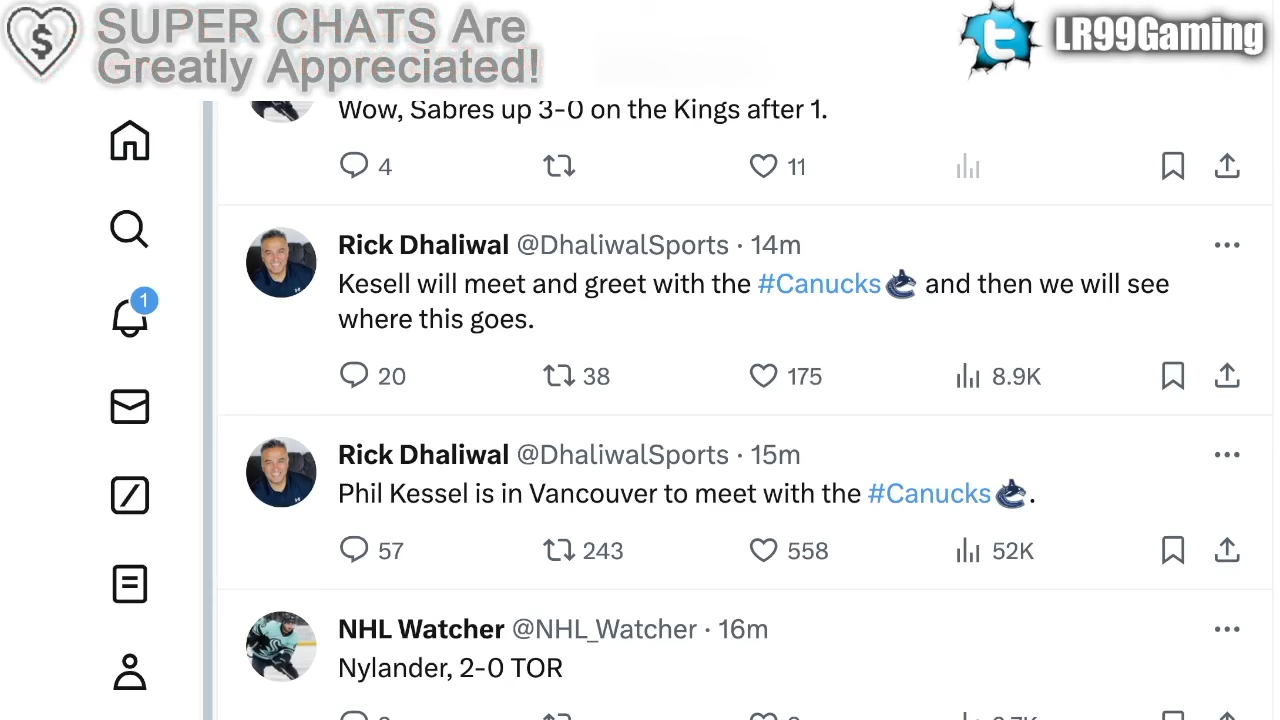 SUPER CHATS Are
Greatly Appreciated!
LR99Gaming
Wow, Sabres up 3-0 on the Kings after 1.
4 11
Rick Dhaliwal @DhaliwalSports · 14m
Kesell will meet and greet with the #Canucks and then we will see
where this goes.
20 38 175 8.9K
1
Rick Dhaliwal @DhaliwalSports · 15m
Phil Kessel is in Vancouver to meet with the #Canucks.
57 243 558 52K
NHL Watcher @NHL_Watcher · 16m
Nylander, 2-0 TOR